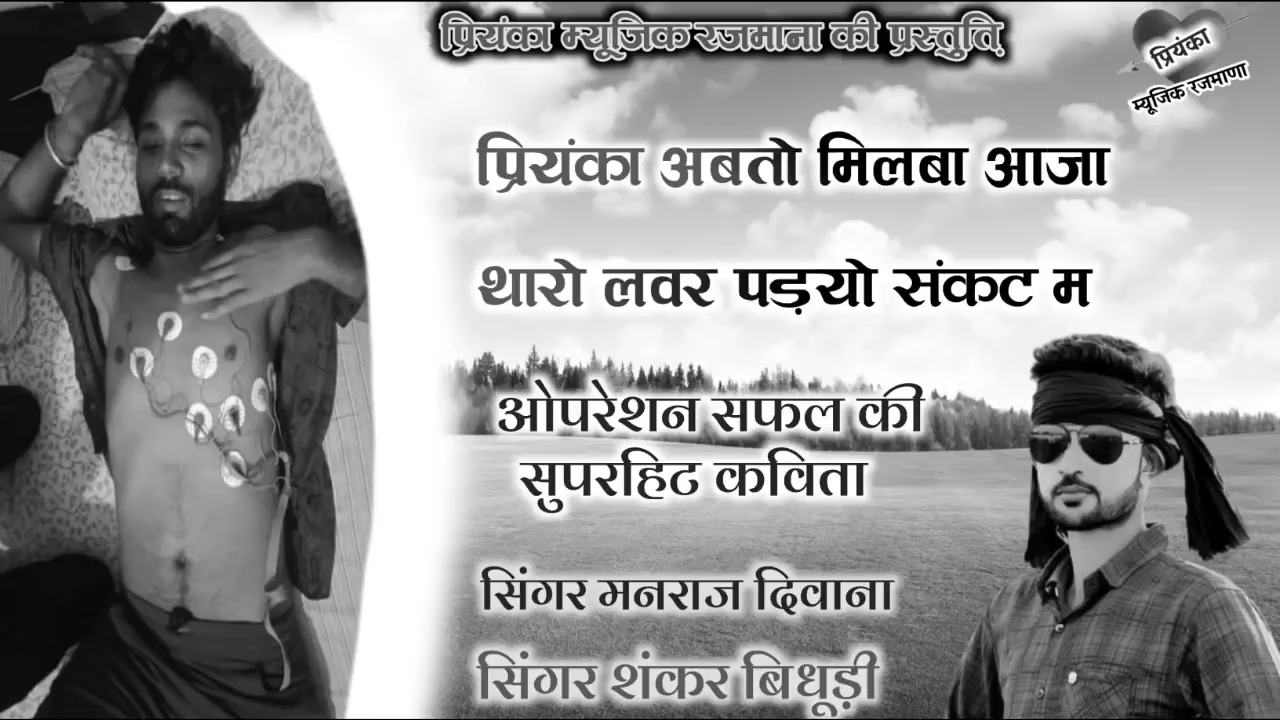 प्रियंका म्यूजिक रजमाना की प्रस्तुति
प्रियंका
म्यूजिक रजमाणा
प्रियंका अबतो मिलबा आजा
थारो लवर पड़यो संकट म
ओपरेशन सफल की
सुपरहिट कविता
सिंगर मनराज दिवाना
सिंगर शंकर बिधूड़ी